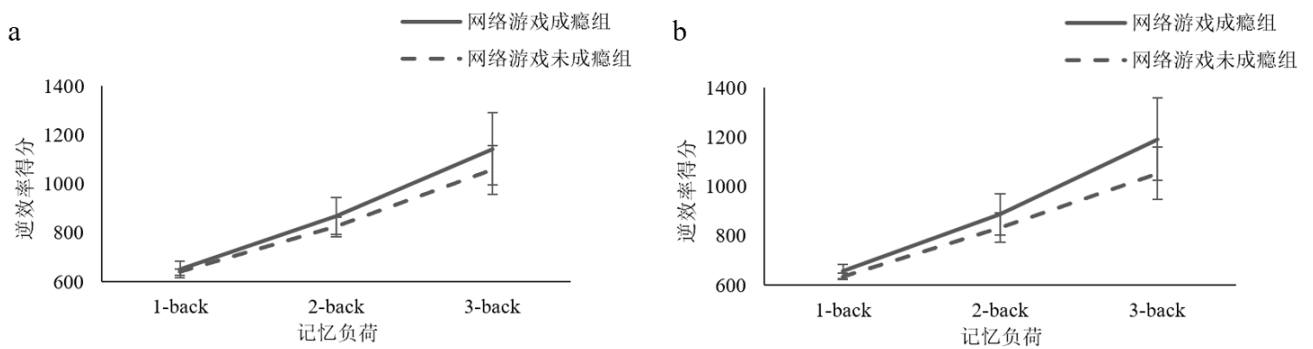 a
网络游戏成瘾组
网络游戏未成瘾组
1400
1200
1000
800
600
逆效率得分
1-back
2-back
3-back
记忆负荷
b
网络游戏成瘾组
网络游戏未成瘾组
1400
1200
1000
800
600
逆效率得分
1-back
2-back
3-back
记忆负荷